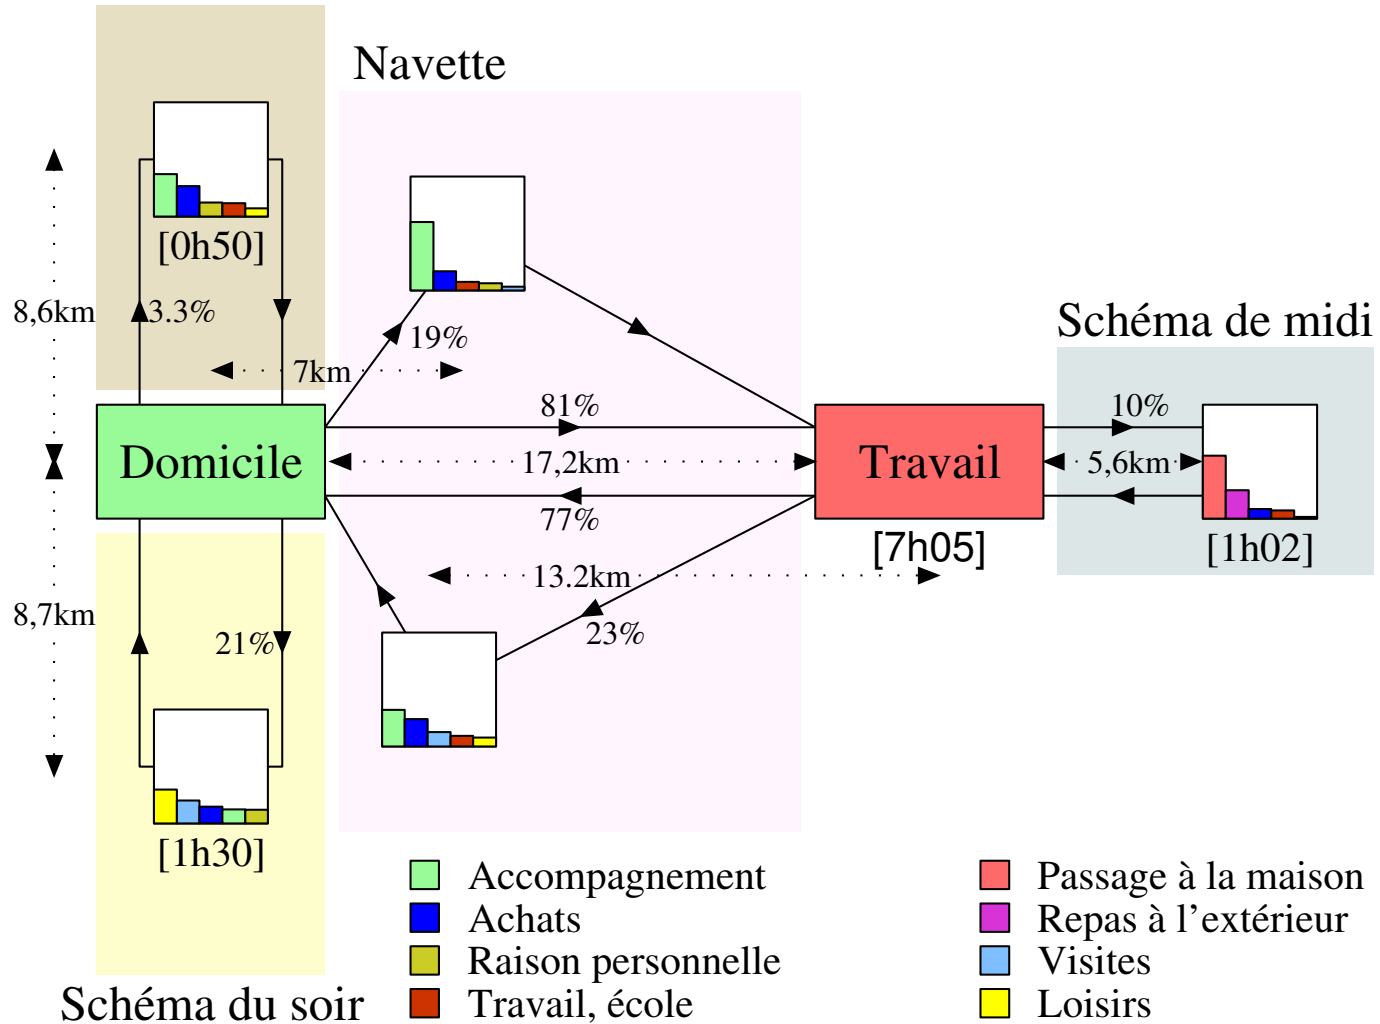 Navette
[0h50]
8,6km
3.3%
19%
7km
Schéma de midi
81%
10%
Domicile
17,2km
Travail
5,6km
77%
[7h05]
[1h02]
13.2km
8,7km
21%
23%
[1h30]
Accompagnement
Achats
Raison personnelle
Travail, école
Passage à la maison
Repas à l'extérieur
Visites
Loisirs
Schéma du soir